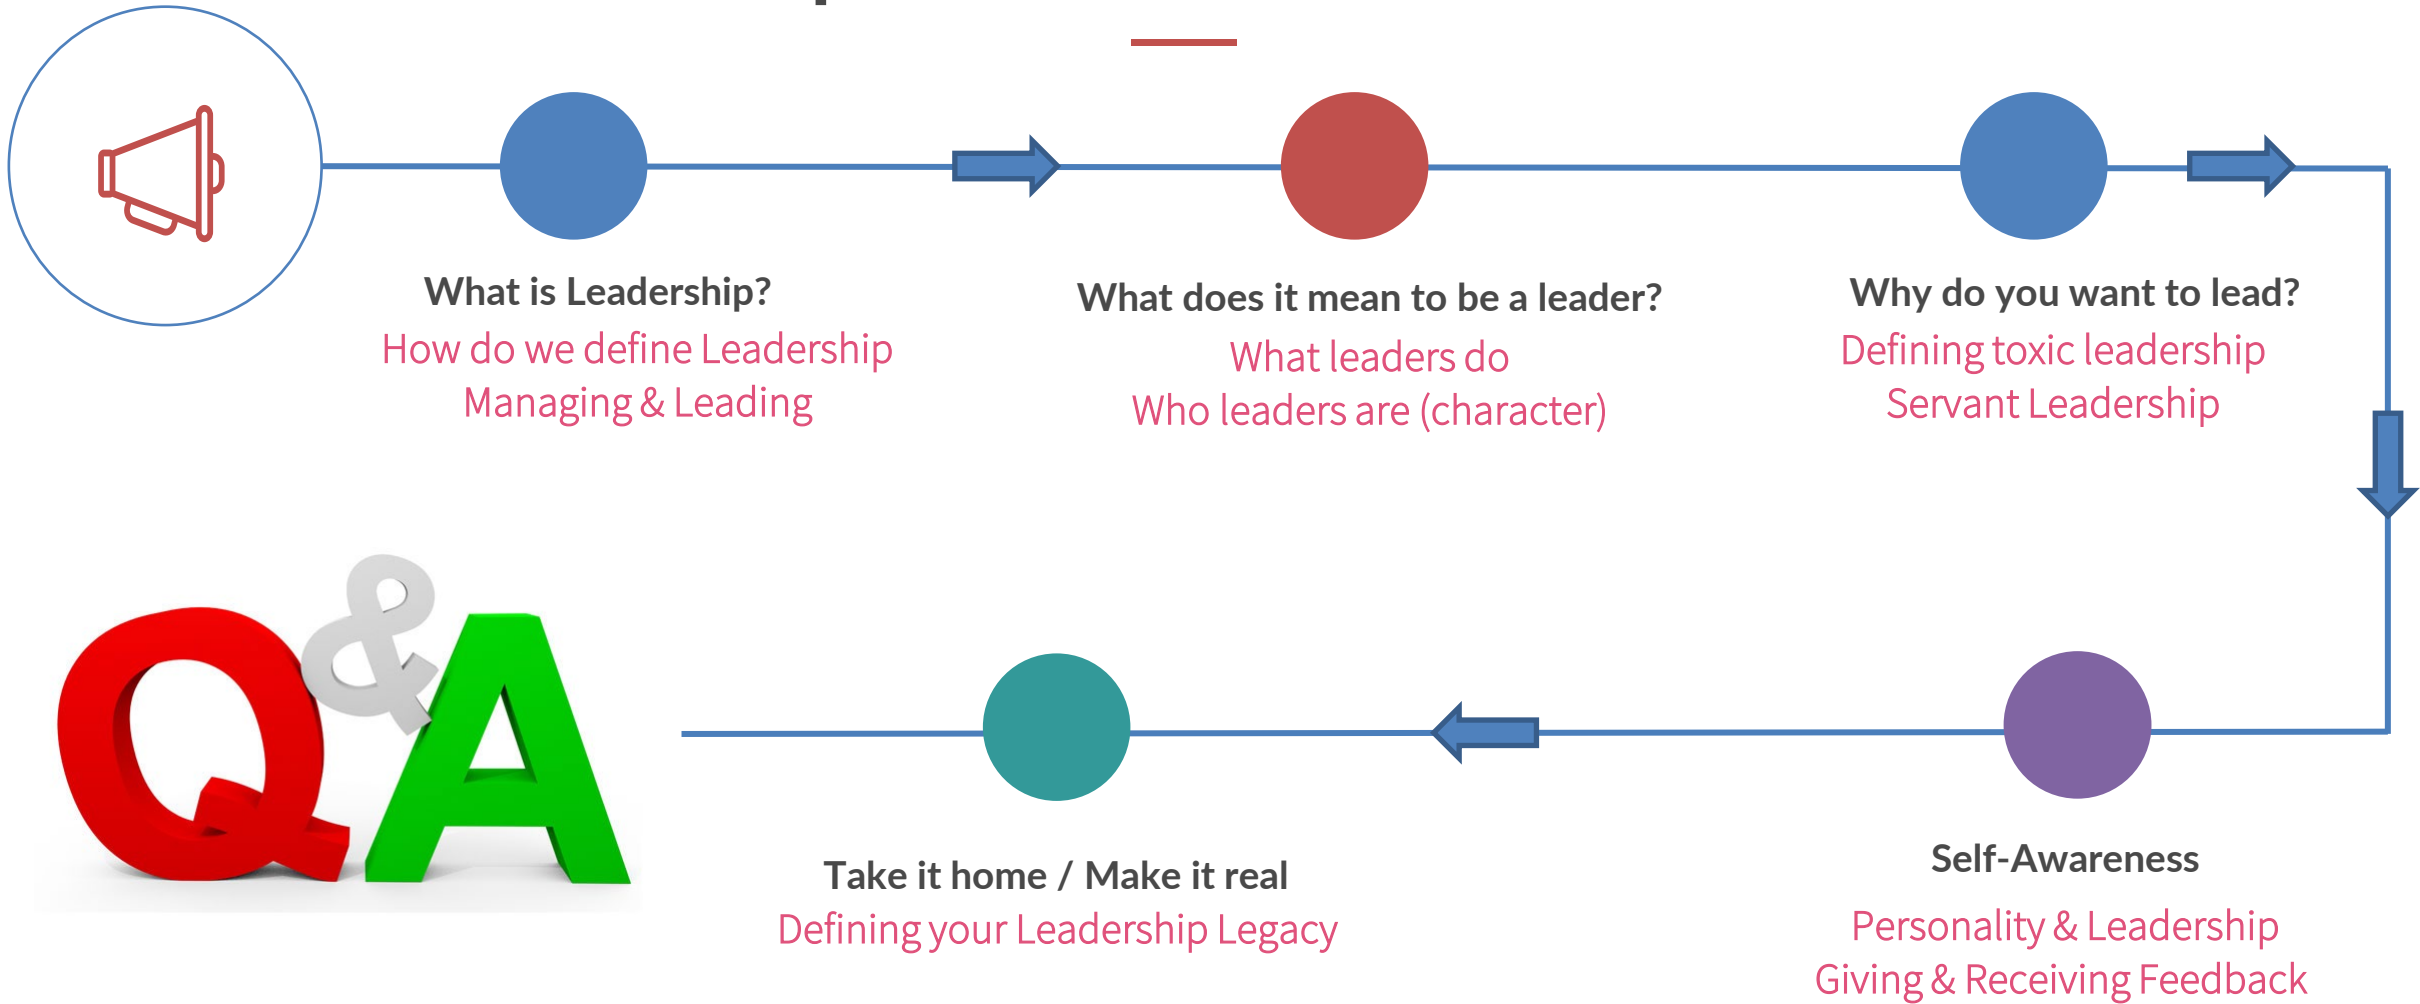 What is Leadership?
How do we define Leadership
Managing & Leading
What does it mean to be a leader?
What leaders do
Who leaders are (character)
Why do you want to lead?
Defining toxic leadership
Servant Leadership
Self-Awareness
Personality & Leadership
Giving & Receiving Feedback
Take it home / Make it real
Defining your Leadership Legacy
Q&A